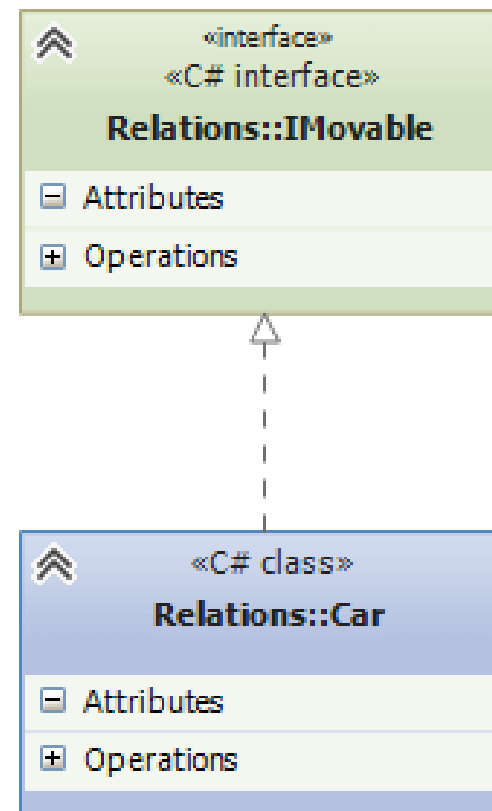 «interface»
«C# interface»
Relations::IMovable
Attributes
Operations
«C# class»
Relations::Car
Attributes
Operations